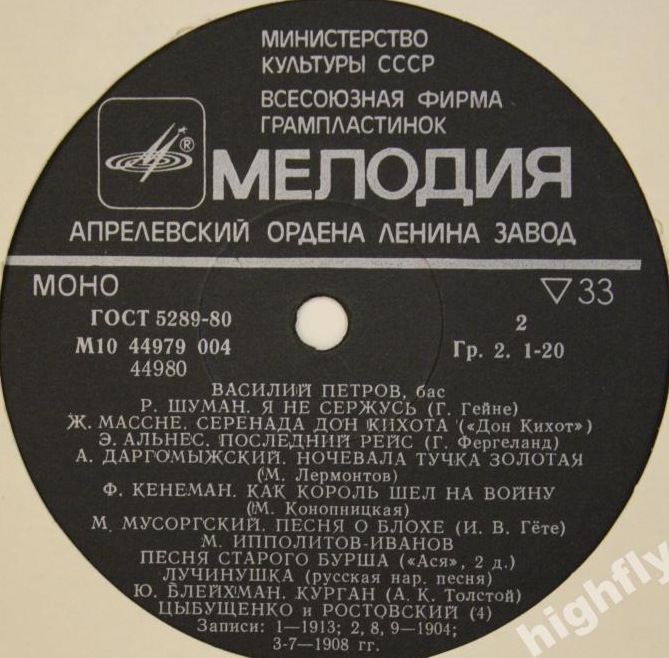 МИНИСТЕРСТВО
КУЛЬТУРЫ СССР
ВСЕСОЮЗНАЯ ФИРМА
ГРАМПЛАСТИНОК
®
МЕЛОДИЯ
АПРЕЛЕВСКИЙ ОРДЕНА ЛЕНИНА ЗАВОД
МОНО ▽33
ГОСТ 5289-80 2
М10 44979 004 Гр. 2. 1-20
44980
ВАСИЛИЙ ПЕТРОВ, бас
Р. ШУМАН. Я НЕ СЕРЖУСЬ (Г. Гейне)
Ж. МАССНЕ. СЕРЕНАДА ДОН КИХОТА («Дон Кихот»)
Э. АЛЬНЕС. ПОСЛЕДНИЙ РЕЙС (Г. Фергеланд)
А. ДАРГОМЫЖСКИЙ. НОЧЕВАЛА ТУЧКА ЗОЛОТАЯ
(М. Лермонтов)
Ф. КЕНЕМАН. КАК КОРОЛЬ ШЕЛ НА ВОЙНУ
(М. Конопницкая)
М. МУСОРГСКИЙ. ПЕСНЯ О БЛОХЕ (И. В. Гёте)
М. ИППОЛИТОВ-ИВАНОВ
ПЕСНЯ СТАРОГО БУРША («Ася», 2 д.)
ЛУЧИНУШКА (русская нар. песня)
Ю. БЛЕЙХМАН. КУРГАН (А. К. Толстой)
ЦЫБУЩЕНКО и РОСТОВСКИЙ (4)
Записи: 1—1913; 2, 8, 9—1904;
3-7—1908 гг.
highfly